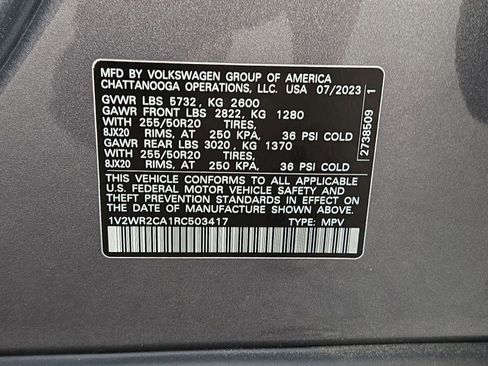 MFD BY VOLKSWAGEN GROUP OF AMERICA
CHATTANOOGA OPERATIONS, LLC. USA 07/2023
GVWR LBS 5732, KG 2600
GAWR FRONT LBS 2822, KG 1280
WITH 255/50R20 TIRES,
8JX20 RIMS, AT 250 KPA, 36 PSI COLD
GAWR REAR LBS 3020, KG 1370
WITH 255/50R20 TIRES,
8JX20 RIMS, AT 250 KPA, 36 PSI COLD
THIS VEHICLE CONFORMS TO ALL APPLICABLE
U.S. FEDERAL MOTOR VEHICLE SAFETY AND
THEFT PREVENTION STANDARDS IN EFFECT ON
THE DATE OF MANUFACTURE SHOWN ABOVE.
1V2WR2CA1RC503417 TYPE: MPV
2738509 1